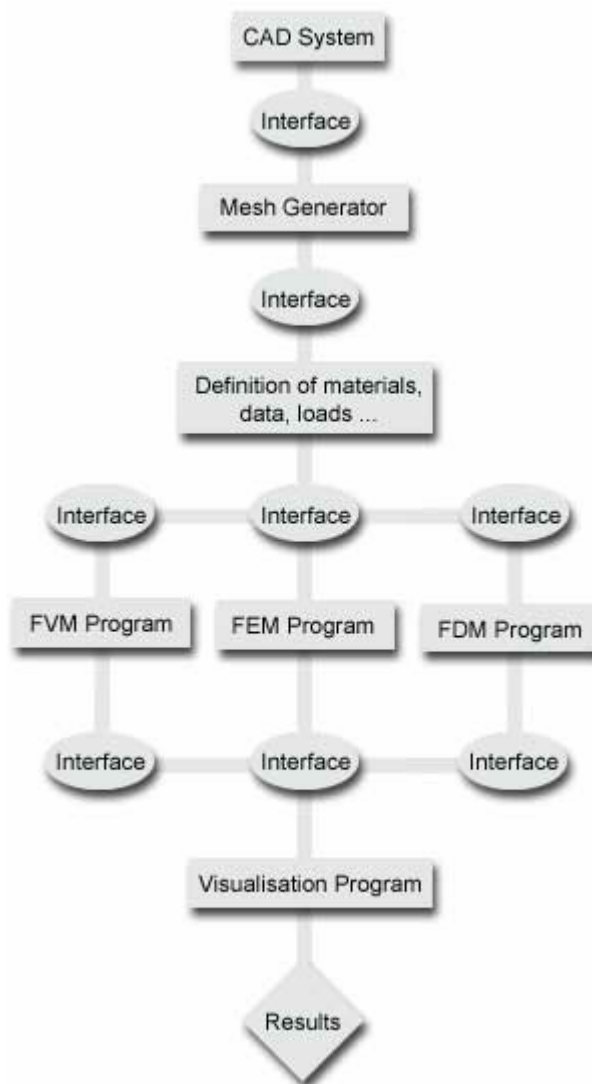 CAD System
Interface
Mesh Generator
Interface
Definition of materials,
data, loads ...
Interface
Interface
Interface
FVM Program
FEM Program
FDM Program
Interface
Interface
Interface
Visualisation Program
Results